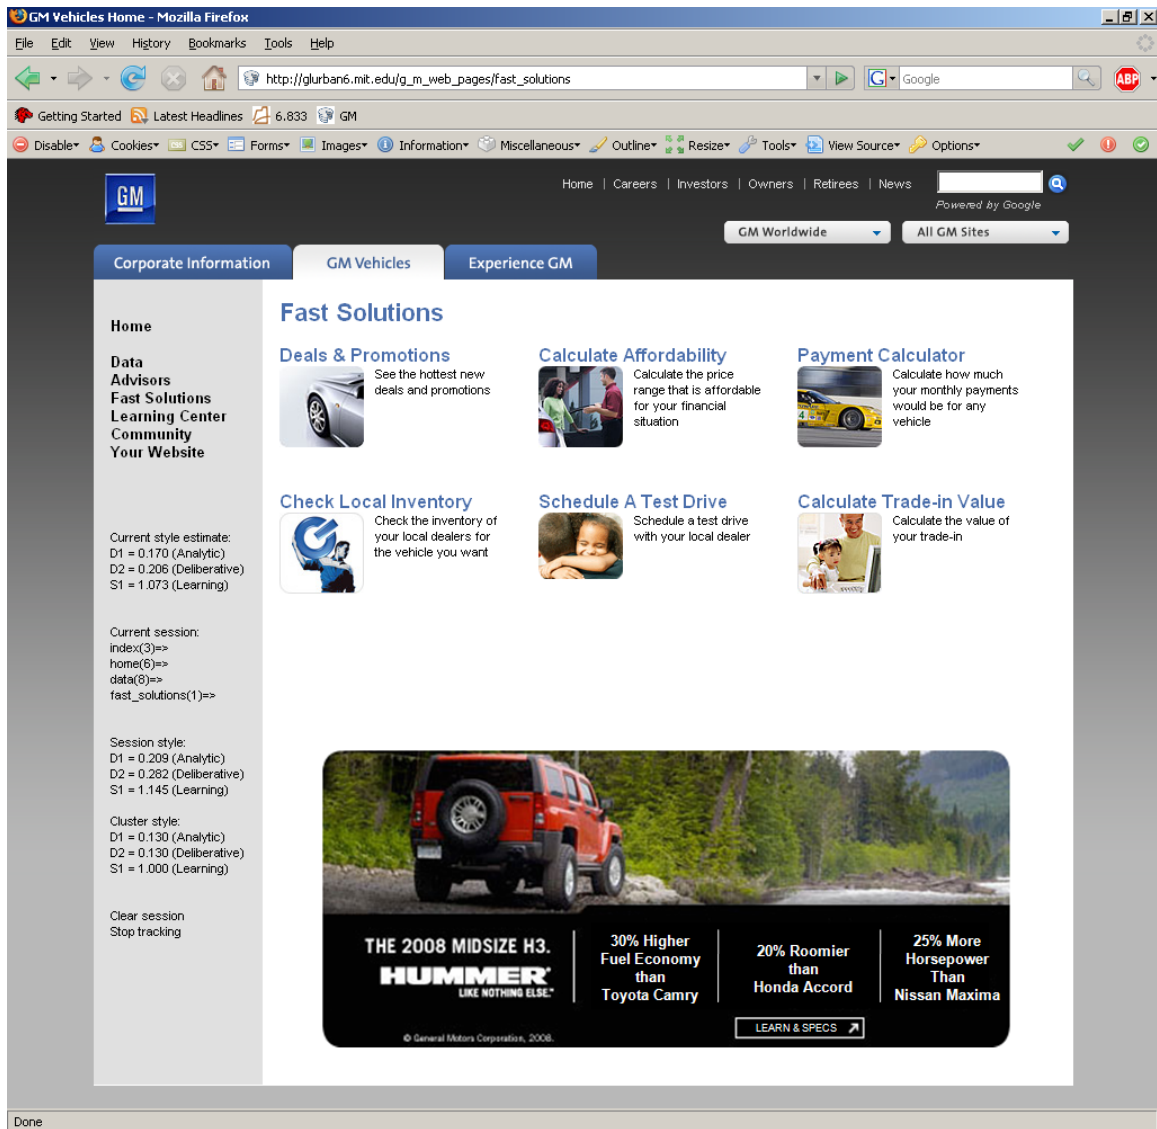 GM Vehicles Home - Mozilla Firefox
File Edit View History Bookmarks Tools Help
http://glurban6.mit.edu/g_m_web_pages/fast_solutions
G Google
ABP
Getting Started Latest Headlines 6.833 GM
Disable Cookies CSS Forms Images Information Miscellaneous Outline Resize Tools View Source Options
GM
Home | Careers | Investors | Owners | Retirees | News
Powered by Google
GM Worldwide
All GM Sites
Corporate Information
GM Vehicles
Experience GM
Home
Data
Advisors
Fast Solutions
Learning Center
Community
Your Website
Current style estimate:
D1 = 0.170 (Analytic)
D2 = 0.206 (Deliberative)
S1 = 1.073 (Learning)
Current session:
index(3)=>
home(6)=>
data(8)=>
fast_solutions(1)=>
Session style:
D1 = 0.209 (Analytic)
D2 = 0.282 (Deliberative)
S1 = 1.145 (Learning)
Cluster style:
D1 = 0.130 (Analytic)
D2 = 0.130 (Deliberative)
S1 = 1.000 (Learning)
Clear session
Stop tracking
Fast Solutions
Deals & Promotions
See the hottest new
deals and promotions
Calculate Affordability
Calculate the price
range that is affordable
for your financial
situation
Payment Calculator
Calculate how much
your monthly payments
would be for any
vehicle
4
Check Local Inventory
Check the inventory of
your local dealers for
the vehicle you want
Schedule A Test Drive
Schedule a test drive
with your local dealer
Calculate Trade-in Value
Calculate the value of
your trade-in
THE 2008 MIDSIZE H3.
HUMMER
LIKE NOTHING ELSE.™
© General Motors Corporation, 2008.
30% Higher
Fuel Economy
than
Toyota Camry
20% Roomier
than
Honda Accord
25% More
Horsepower
Than
Nissan Maxima
LEARN & SPECS
Done